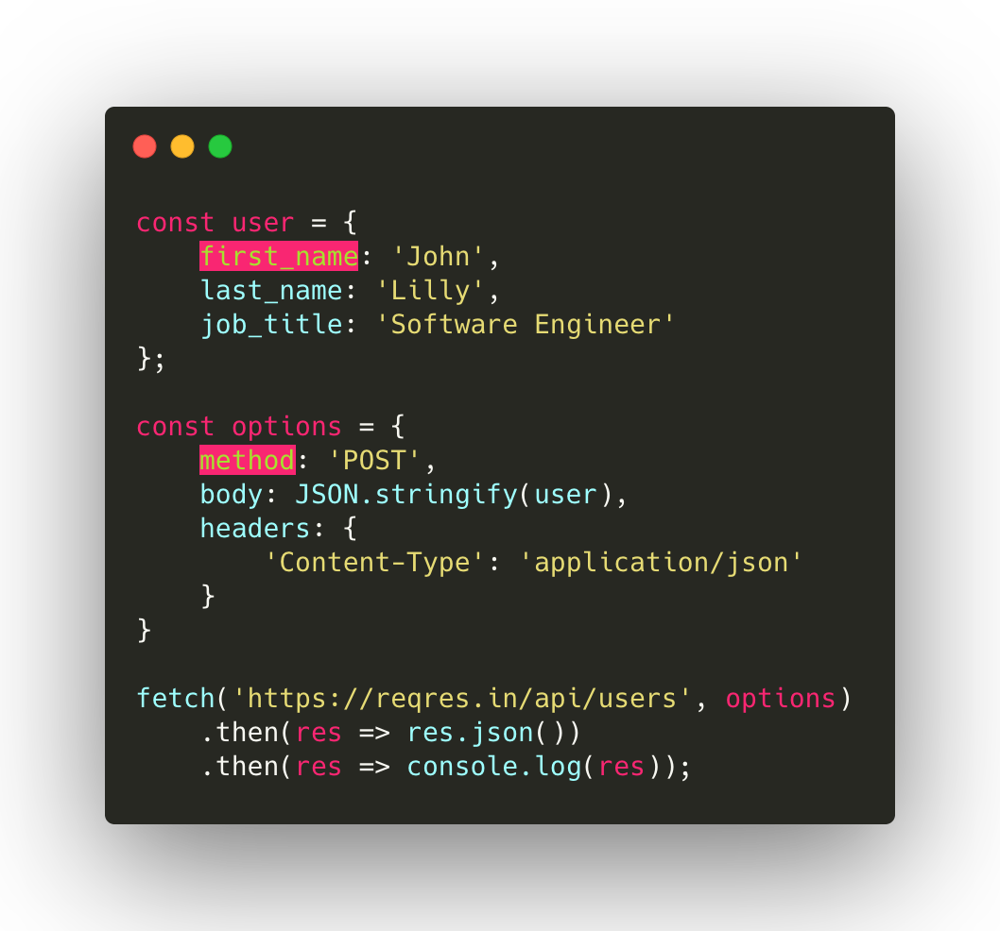 const user = {
    first_name: 'John',
    last_name: 'Lilly',
    job_title: 'Software Engineer'
};

const options = {
    method: 'POST',
    body: JSON.stringify(user),
    headers: {
        'Content-Type': 'application/json'
    }
}

fetch('https://reqres.in/api/users', options)
    .then(res => res.json())
    .then(res => console.log(res));